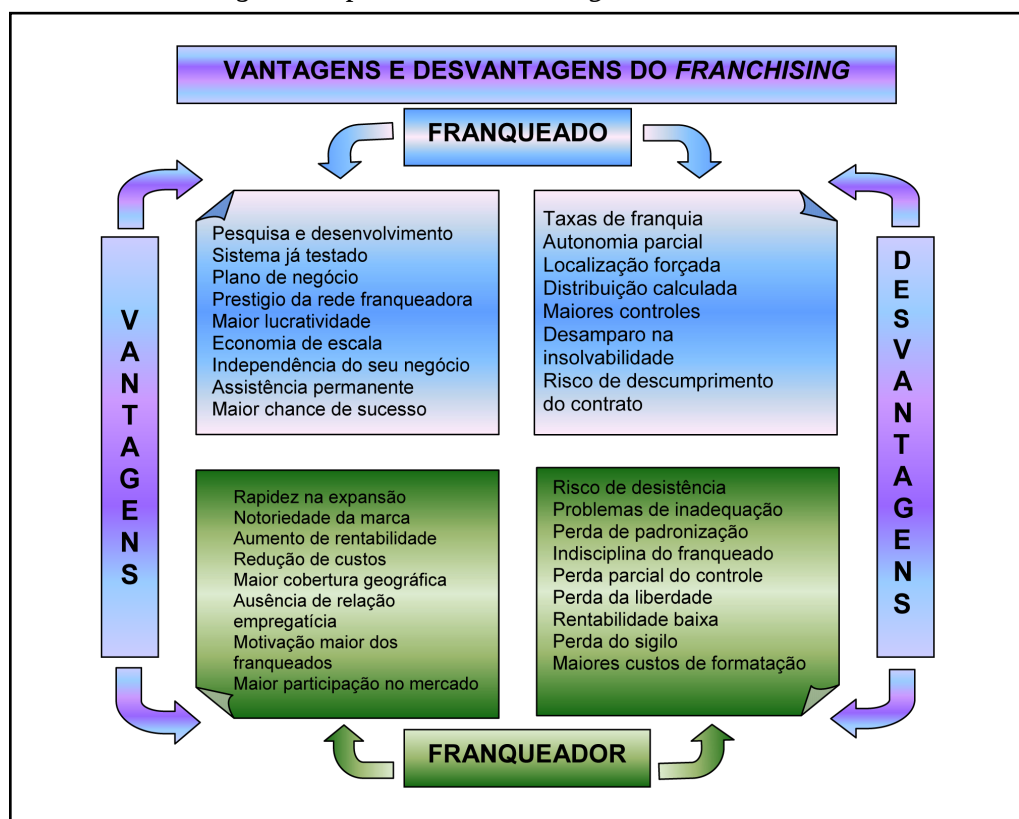 VANTAGENS E DESVANTAGENS DO FRANCHISING
FRANQUEADO
VANTAGENS
Pesquisa e desenvolvimento
Sistema já testado
Plano de negócio
Prestigio da rede franqueadora
Maior lucratividade
Economia de escala
Independência do seu negócio
Assistência permanente
Maior chance de sucesso
Taxas de franquia
Autonomia parcial
Localização forçada
Distribuição calculada
Maiores controles
Desamparo na
insolvabilidade
Risco de descumprimento
do contrato
DESVANTAGENS
Rapidez na expansão
Notoriedade da marca
Aumento de rentabilidade
Redução de custos
Maior cobertura geográfica
Ausência de relação
empregatícia
Motivação maior dos
franqueados
Maior participação no mercado
Risco de desistência
Problemas de inadequação
Perda de padronização
Indisciplina do franqueado
Perda parcial do controle
Perda da liberdade
Rentabilidade baixa
Perda do sigilo
Maiores custos de formatação
FRANQUEADOR